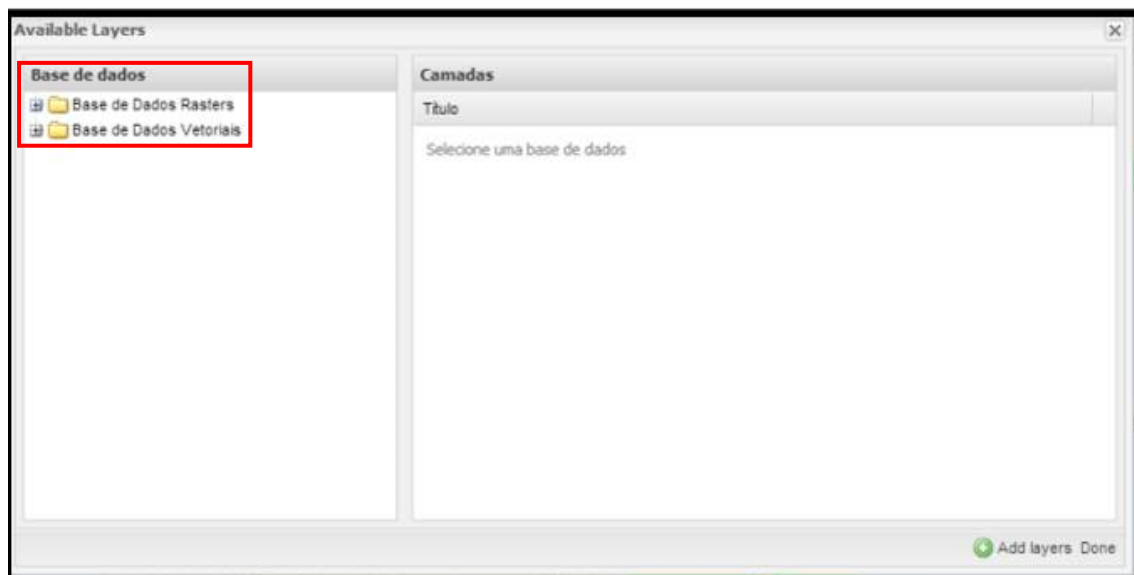 Available Layers
Base de dados
Base de Dados Rasters
Base de Dados Vetoriais
Camadas
Título
Selecione uma base de dados
Add layers Done